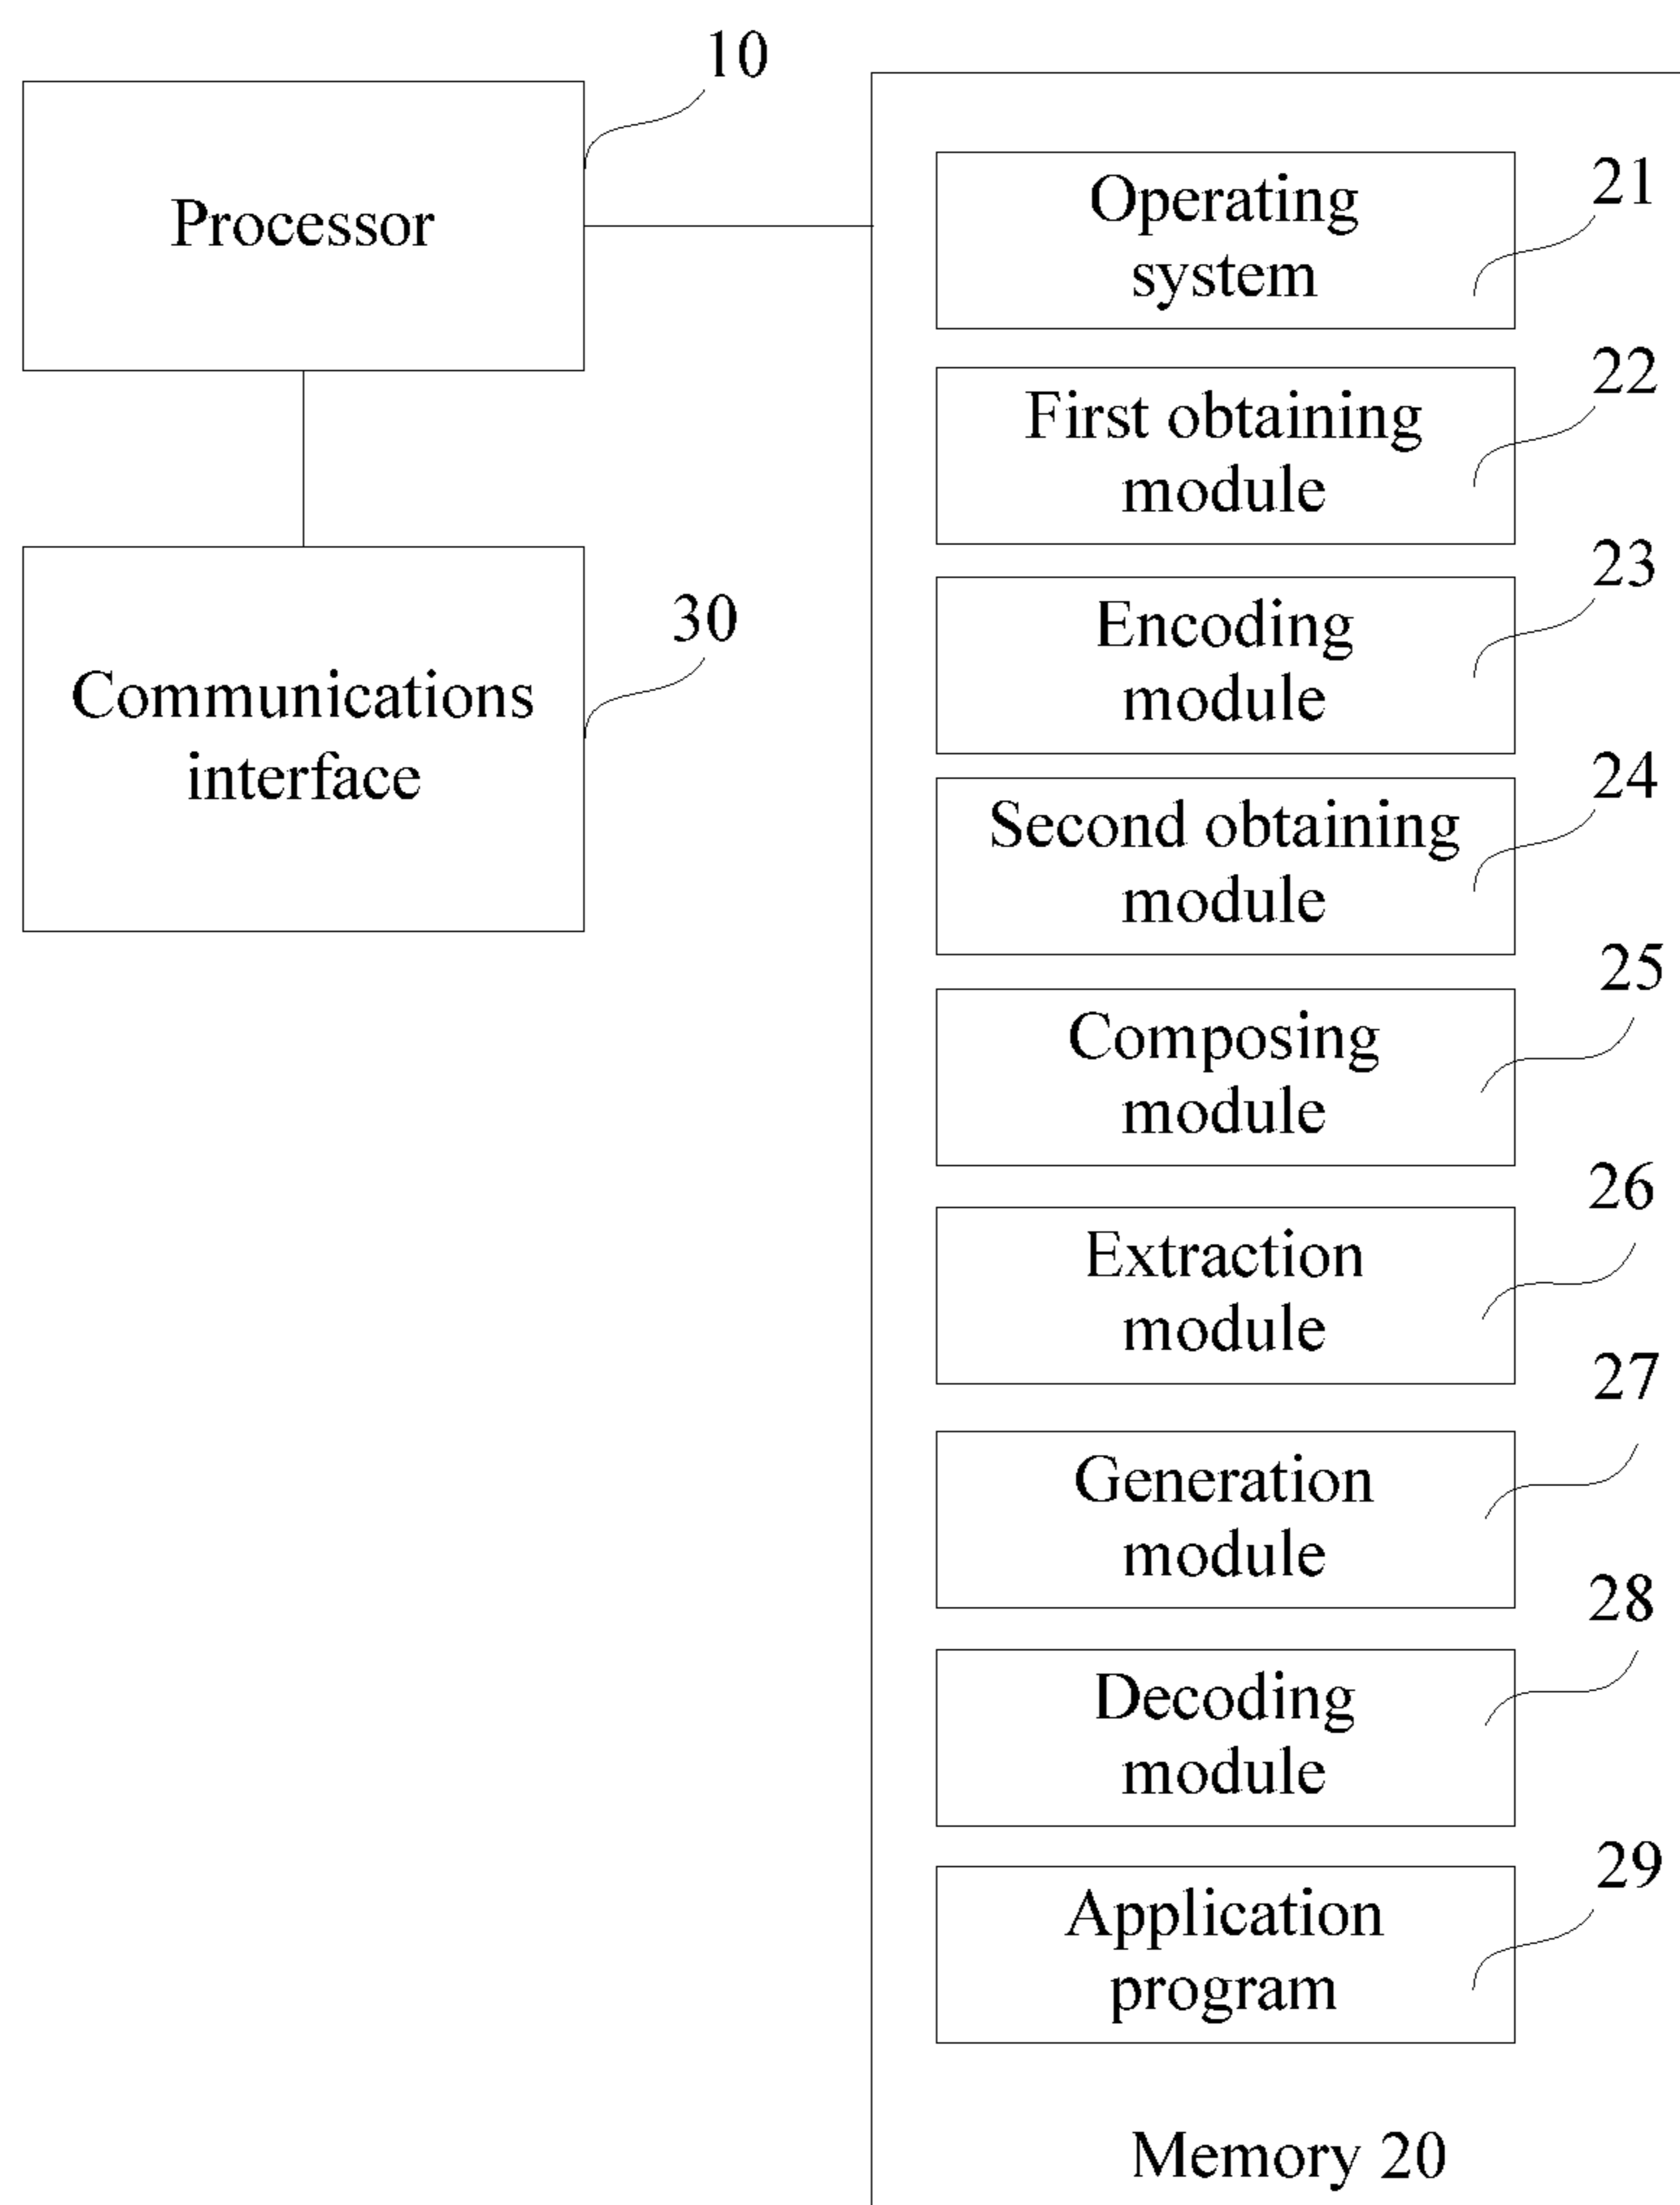 10
Processor
30
Communications
interface
21
Operating
system
22
First obtaining
module
23
Encoding
module
24
Second obtaining
module
25
Composing
module
26
Extraction
module
27
Generation
module
28
Decoding
module
29
Application
program
Memory 20